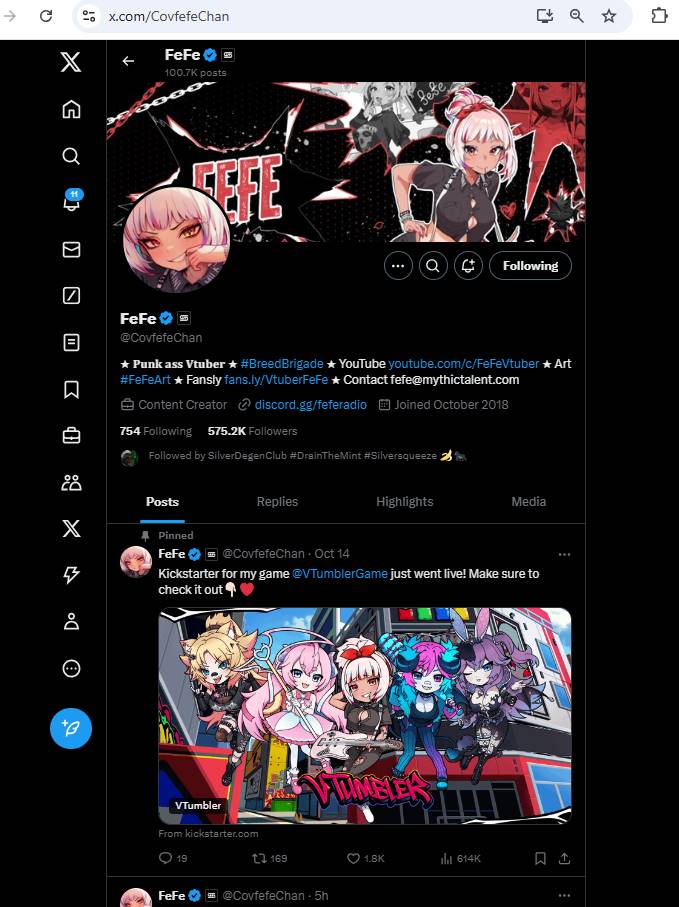 x.com/CovfefeChan
FeFe
100.7K posts
FEFE
FeFe
11
Following
FeFe
@CovfefeChan
★ Punk ass Vtuber ★ #BreedBrigade ★ YouTube youtube.com/c/FeFeVtuber ★ Art
#FeFeArt ★ Fansly fans.ly/VtuberFeFe ★ Contact fefe@mythictalent.com
Content Creator discord.gg/feferadio Joined October 2018
754 Following 575.2K Followers
Followed by SilverDegenClub #DrainTheMint #Silversqueeze 🍌🦍
Posts Replies Highlights Media
Pinned
FeFe @CovfefeChan · Oct 14
Kickstarter for my game @VTumblerGame just went live! Make sure to
check it out👇🏻❤️
VTUMBLER
VTumbler
From kickstarter.com
19 169 1.8K 614K
FeFe @CovfefeChan · 5h